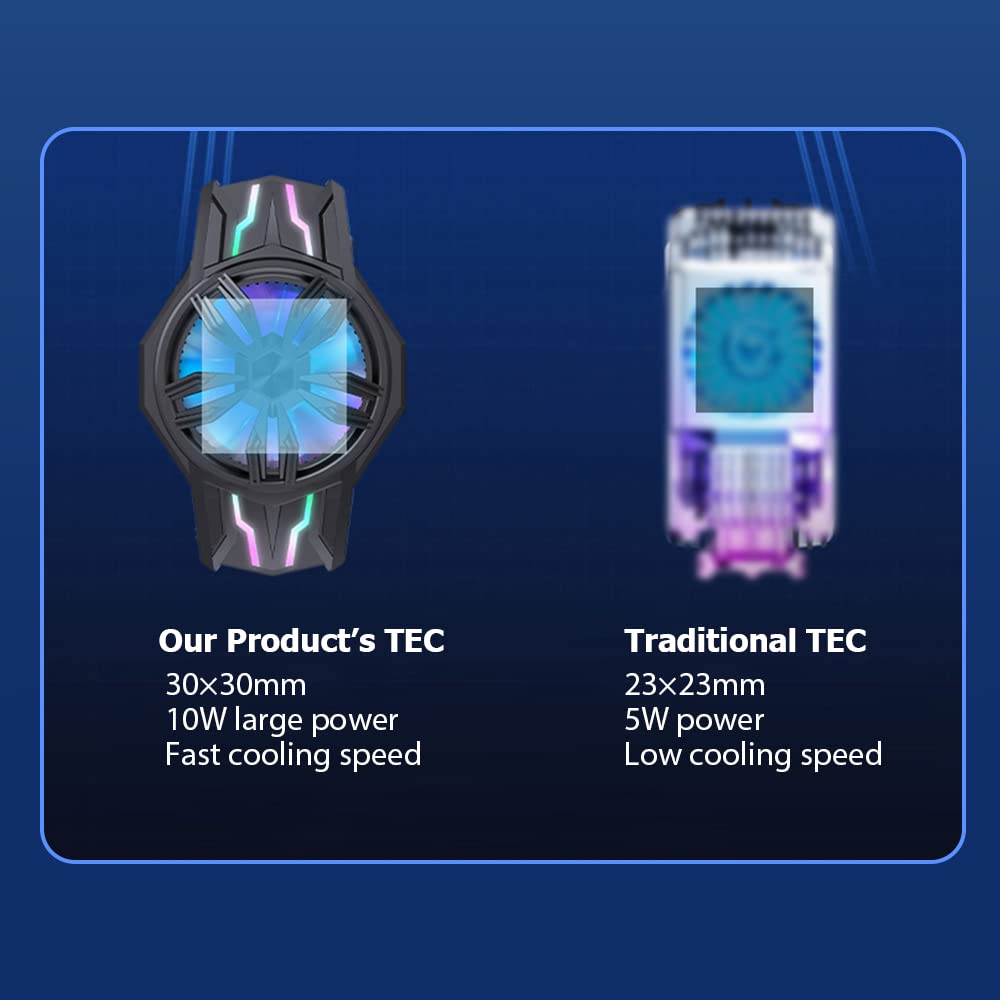 Our Product's TEC
30×30mm
10W large power
Fast cooling speed
Traditional TEC
23×23mm
5W power
Low cooling speed